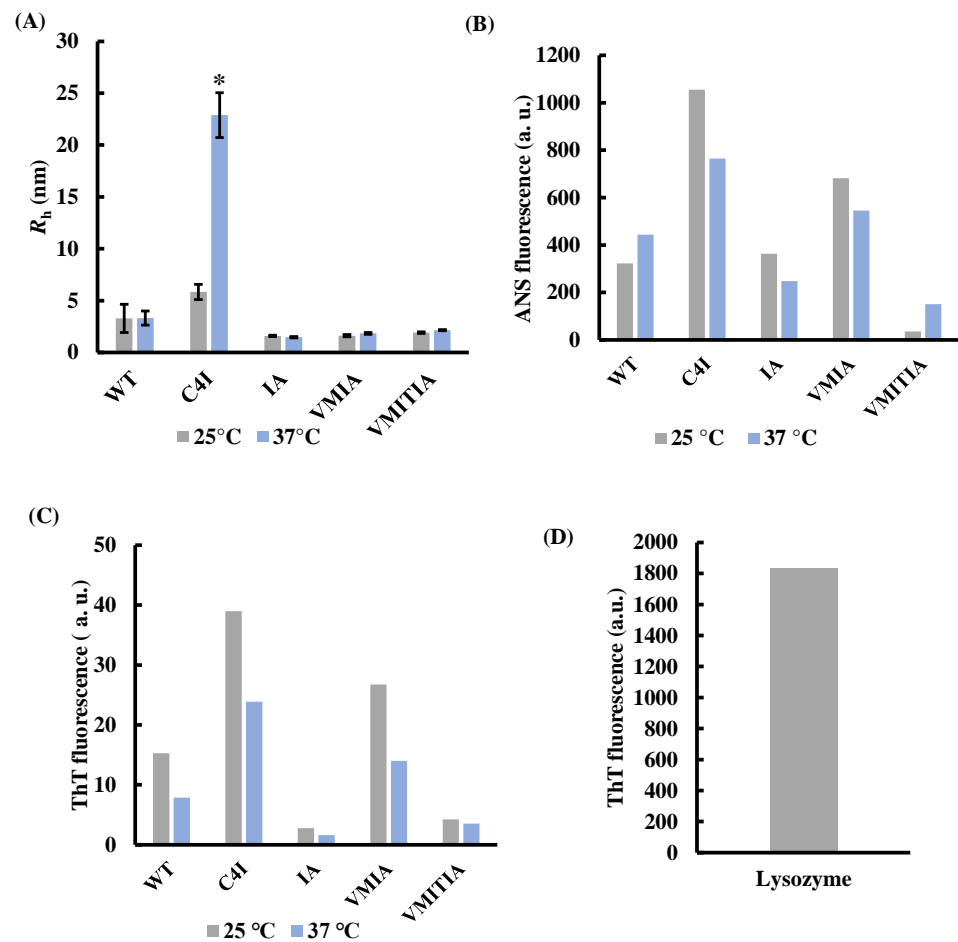 (A)
30
25
20
15
10
5
0
Rh (nm)
*
WT
C4I
IA
VMIA
VMITIA
25°C
37°C
(B)
1200
1000
800
600
400
200
0
ANS fluorescence (a. u.)
WT
C4I
IA
VMIA
VMITIA
25 °C
37 °C
(C)
50
40
30
20
10
0
ThT fluorescence ( a. u.)
WT
C4I
IA
VMIA
VMITIA
25 °C
37 °C
(D)
2000
1800
1600
1400
1200
1000
800
600
400
200
0
ThT fluorescence (a.u.)
Lysozyme